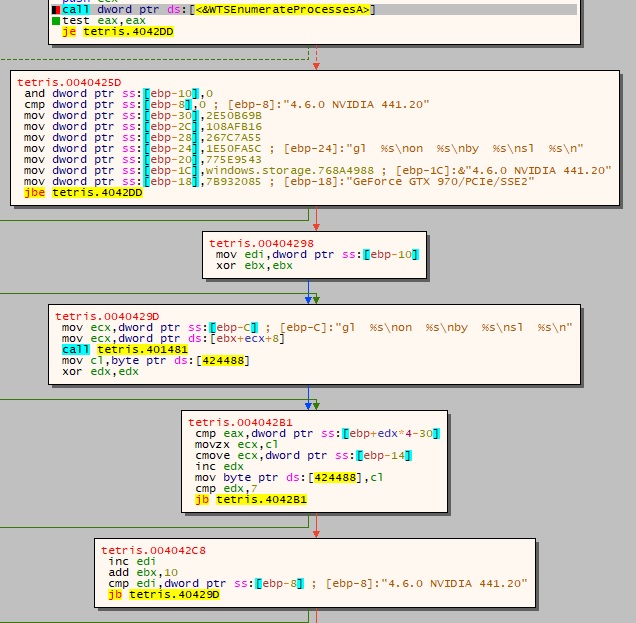 call dword ptr ds:[<&WTSEnumerateProcessesA>]
test eax,eax
je tetris.4042DD
tetris.0040425D
and dword ptr ss:[ebp-10],0
cmp dword ptr ss:[ebp-8],0 ; [ebp-8]:"4.6.0 NVIDIA 441.20"
mov dword ptr ss:[ebp-30],2E50B69B
mov dword ptr ss:[ebp-2C],108AFB16
mov dword ptr ss:[ebp-28],267C7A55
mov dword ptr ss:[ebp-24],1E50FA5C ; [ebp-24]:"gl  %s\non  %s\nby  %s\nsl  %s\n"
mov dword ptr ss:[ebp-20],775E9543
mov dword ptr ss:[ebp-1C],windows.storage.768A4988 ; [ebp-1C]:&"4.6.0 NVIDIA 441.20"
mov dword ptr ss:[ebp-18],7B932085 ; [ebp-18]:"GeForce GTX 970/PCIe/SSE2"
jbe tetris.4042DD
tetris.00404298
mov edi,dword ptr ss:[ebp-10]
xor ebx,ebx
tetris.0040429D
mov ecx,dword ptr ss:[ebp-C] ; [ebp-C]:"gl  %s\non  %s\nby  %s\nsl  %s\n"
mov ecx,dword ptr ds:[ebx+ecx+8]
call tetris.401481
mov cl,byte ptr ds:[424488]
xor edx,edx
tetris.004042B1
cmp eax,dword ptr ss:[ebp+edx*4-30]
movzx ecx,cl
cmove ecx,dword ptr ss:[ebp-14]
inc edx
mov byte ptr ds:[424488],cl
cmp edx,7
jb tetris.4042B1
tetris.004042C8
inc edi
add ebx,10
cmp edi,dword ptr ss:[ebp-8] ; [ebp-8]:"4.6.0 NVIDIA 441.20"
jb tetris.40429D